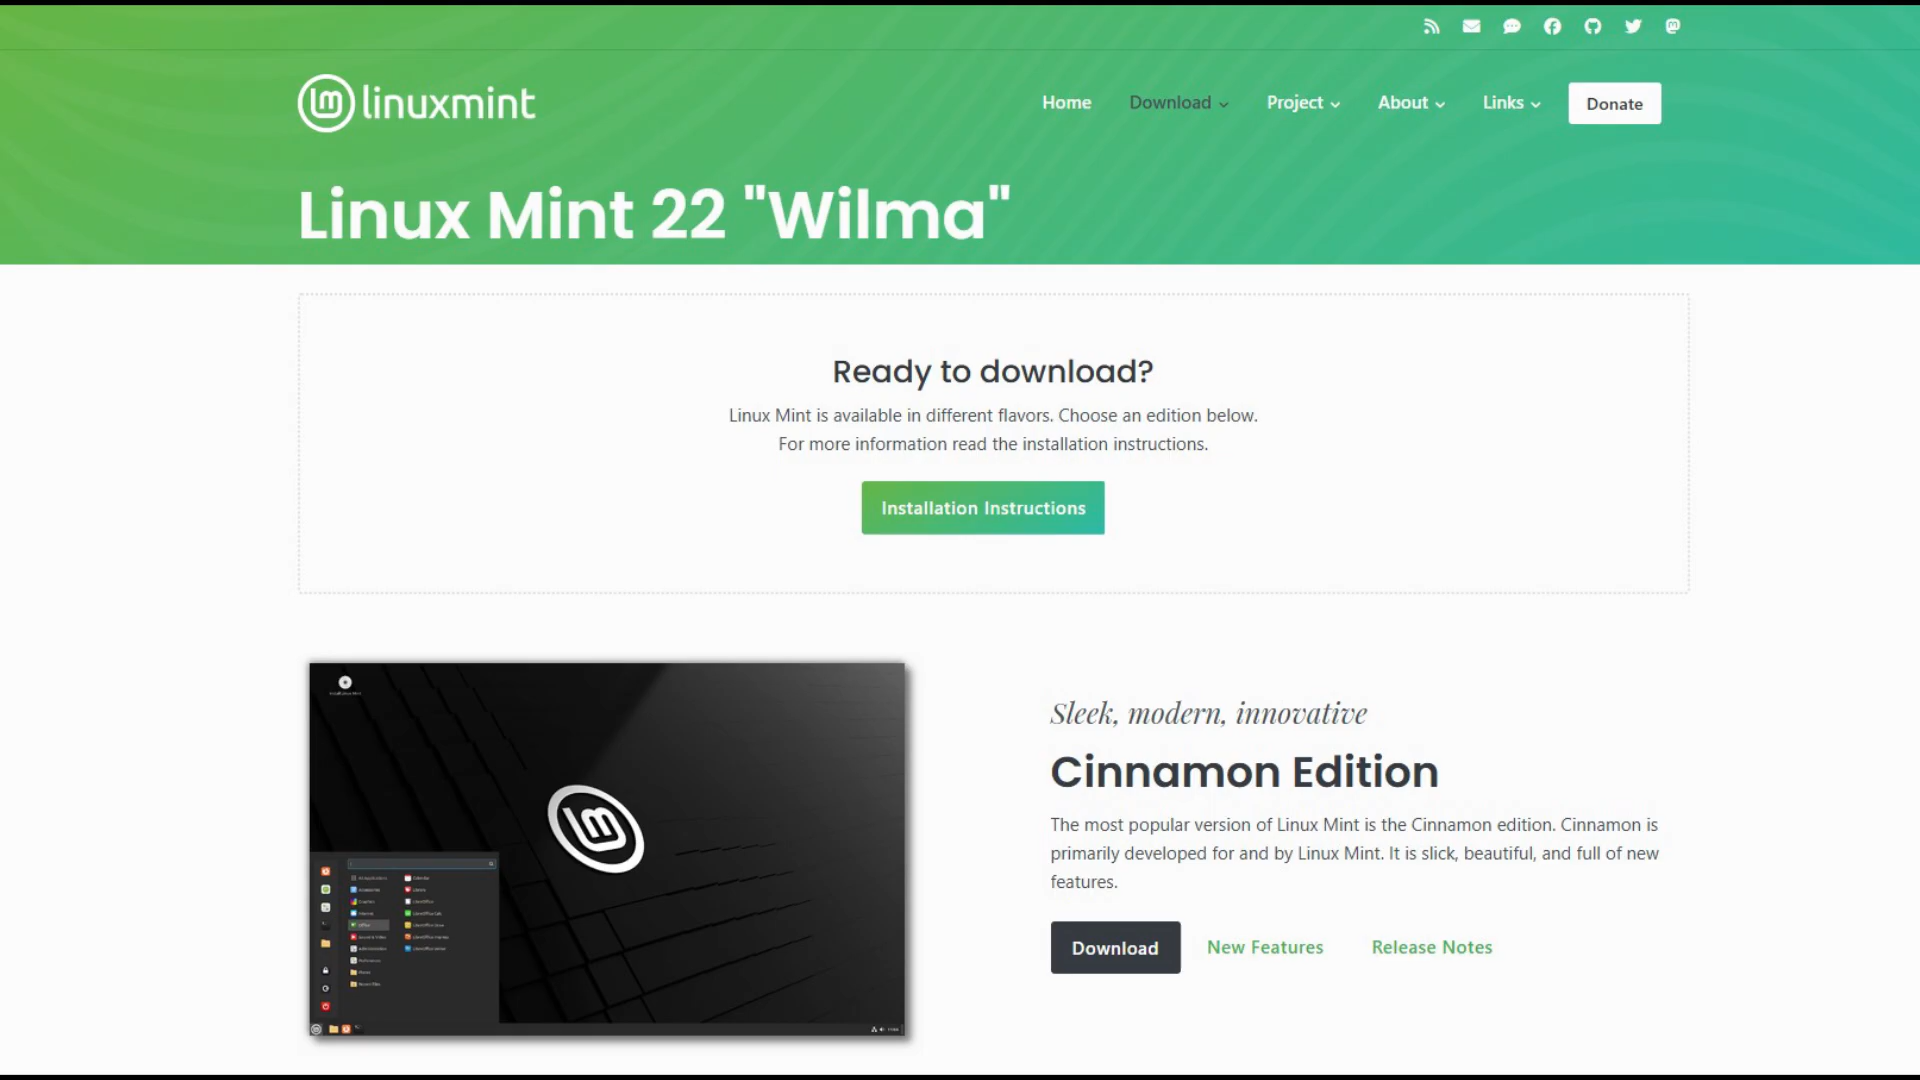 linuxmint
Home Download Project About Links Donate
Linux Mint 22 "Wilma"
Ready to download?
Linux Mint is available in different flavors. Choose an edition below.
For more information read the installation instructions.
Installation Instructions
Sleek, modern, innovative
Cinnamon Edition
The most popular version of Linux Mint is the Cinnamon edition. Cinnamon is
primarily developed for and by Linux Mint. It is slick, beautiful, and full of new
features.
Download New Features Release Notes